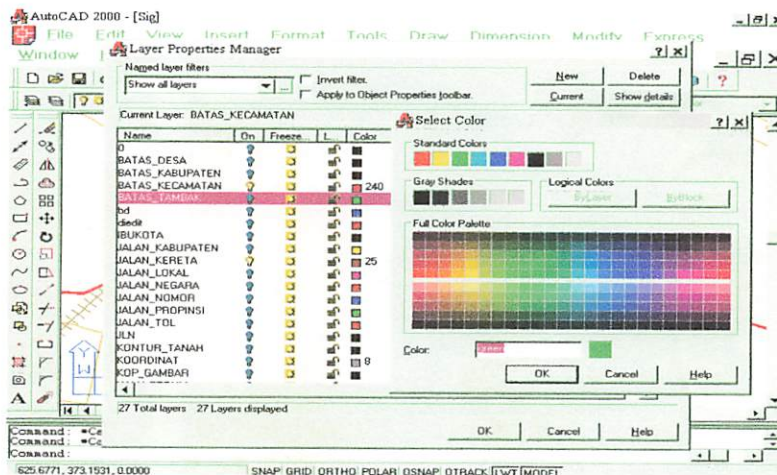 AutoCAD 2000 - [Sig]
File Edit View Insert Format Tools Draw Dimension Modify Express
Window
Layer Properties Manager
Named layer filters
Show all layers
...
Invert filter.
Apply to Object Properties toolbar.
New
Delete
Current
Show details
Current Layer: BATAS_KECAMATAN
Name On Freeze... L... Color
0
BATAS_DESA
BATAS_KABUPATEN
BATAS_KECAMATAN 240
BATAS_TAMBAK
bd
diedit
IBUKOTA
JALAN_KABUPATEN
JALAN_KERETA 25
JALAN_LOKAL
JALAN_NEGARA
JALAN_NOMOR
JALAN_PROPINSI
JALAN_TOL
JLN
KONTUR_TANAH
KOORDINAT 8
KOP_GAMBAR
27 Total layers 27 Layers displayed
OK Cancel Help
Select Color
Standard Colors
Gray Shades
Logical Colors
ByLayer
ByBlock
Full Color Palette
Color: green
OK Cancel Help
Command: *Ca
Command: *Ca
Command:
625.6771, 373.1931, 0.0000 SNAP GRID ORTHO POLAR OSNAP OTRACK LWT MODEL